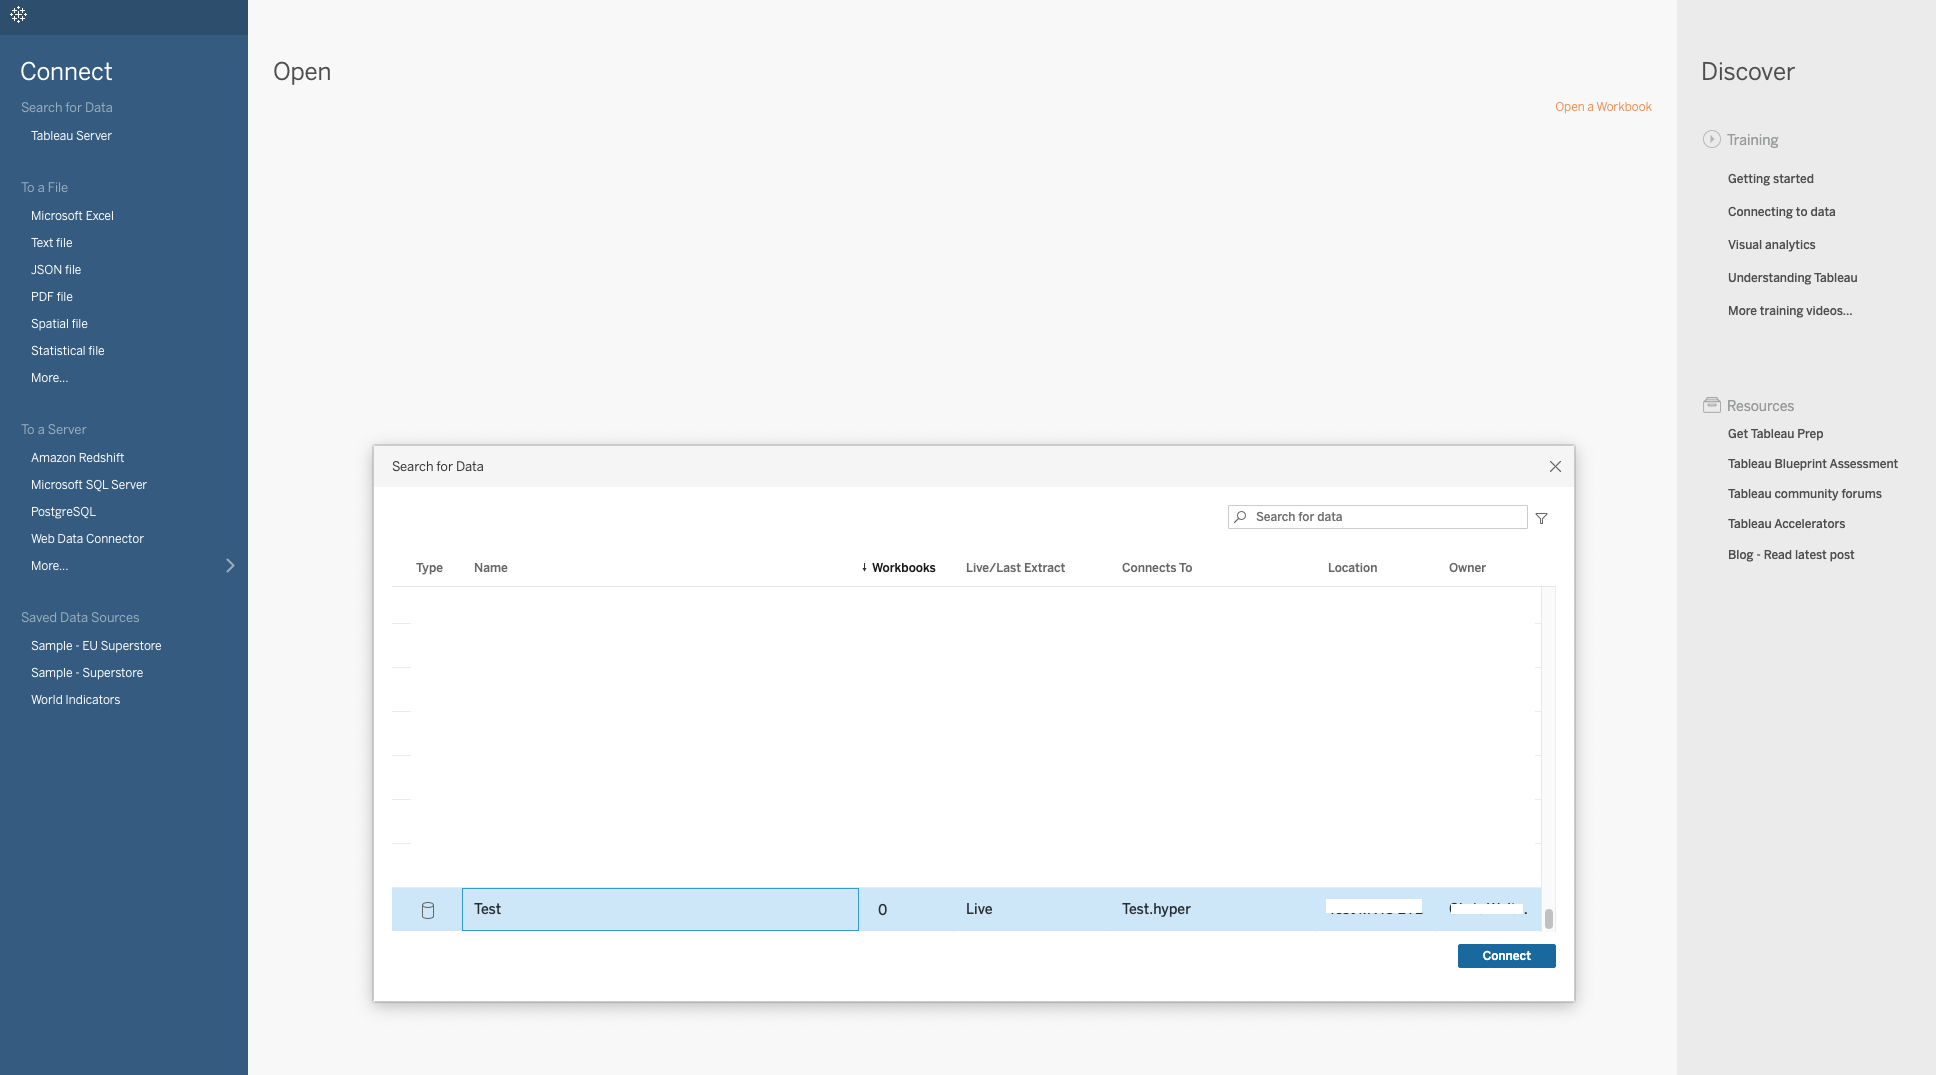 Connect
Search for Data
Tableau Server
To a File
Microsoft Excel
Text file
JSON file
PDF file
Spatial file
Statistical file
More...
To a Server
Amazon Redshift
Microsoft SQL Server
PostgreSQL
Web Data Connector
More...
Saved Data Sources
Sample - EU Superstore
Sample - Superstore
World Indicators
Open
Open a Workbook
Search for Data
Search for data
Type Name Workbooks Live/Last Extract Connects To Location Owner
Test 0 Live Test.hyper
Connect
Discover
Training
Getting started
Connecting to data
Visual analytics
Understanding Tableau
More training videos...
Resources
Get Tableau Prep
Tableau Blueprint Assessment
Tableau community forums
Tableau Accelerators
Blog - Read latest post